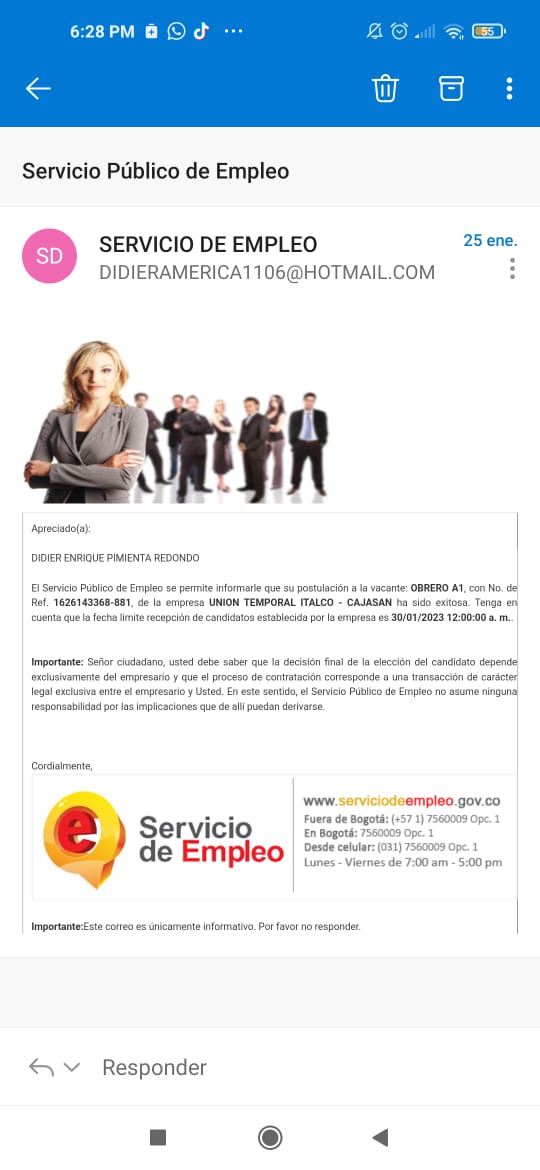 6:28 PM
55
Servicio Público de Empleo
SD
SERVICIO DE EMPLEO
25 ene.
DIDIERAMERICA1106@HOTMAIL.COM
Apreciado(a):
DIDIER ENRIQUE PIMIENTA REDONDO
El Servicio Público de Empleo se permite informarle que su postulación a la vacante: OBRERO A1, con No. de
Ref. 1626143368-881, de la empresa UNION TEMPORAL ITALCO - CAJASAN ha sido exitosa. Tenga en
cuenta que la fecha limite recepción de candidatos establecida por la empresa es 30/01/2023 12:00:00 a. m..
Importante: Señor ciudadano, usted debe saber que la decisión final de la elección del candidato depende
exclusivamente del empresario y que el proceso de contratación corresponde a una transacción de carácter
legal exclusiva entre el empresario y Usted. En este sentido, el Servicio Público de Empleo no asume ninguna
responsabilidad por las implicaciones que de allí puedan derivarse.
Cordialmente,
e
Servicio
de Empleo
www.serviciodeempleo.gov.co
Fuera de Bogotá: (+57 1) 7560009 Opc. 1
En Bogotá: 7560009 Opc. 1
Desde celular: (031) 7560009 Opc. 1
Lunes - Viernes de 7:00 am - 5:00 pm
Importante:Este correo es únicamente informativo. Por favor no responder.
Responder